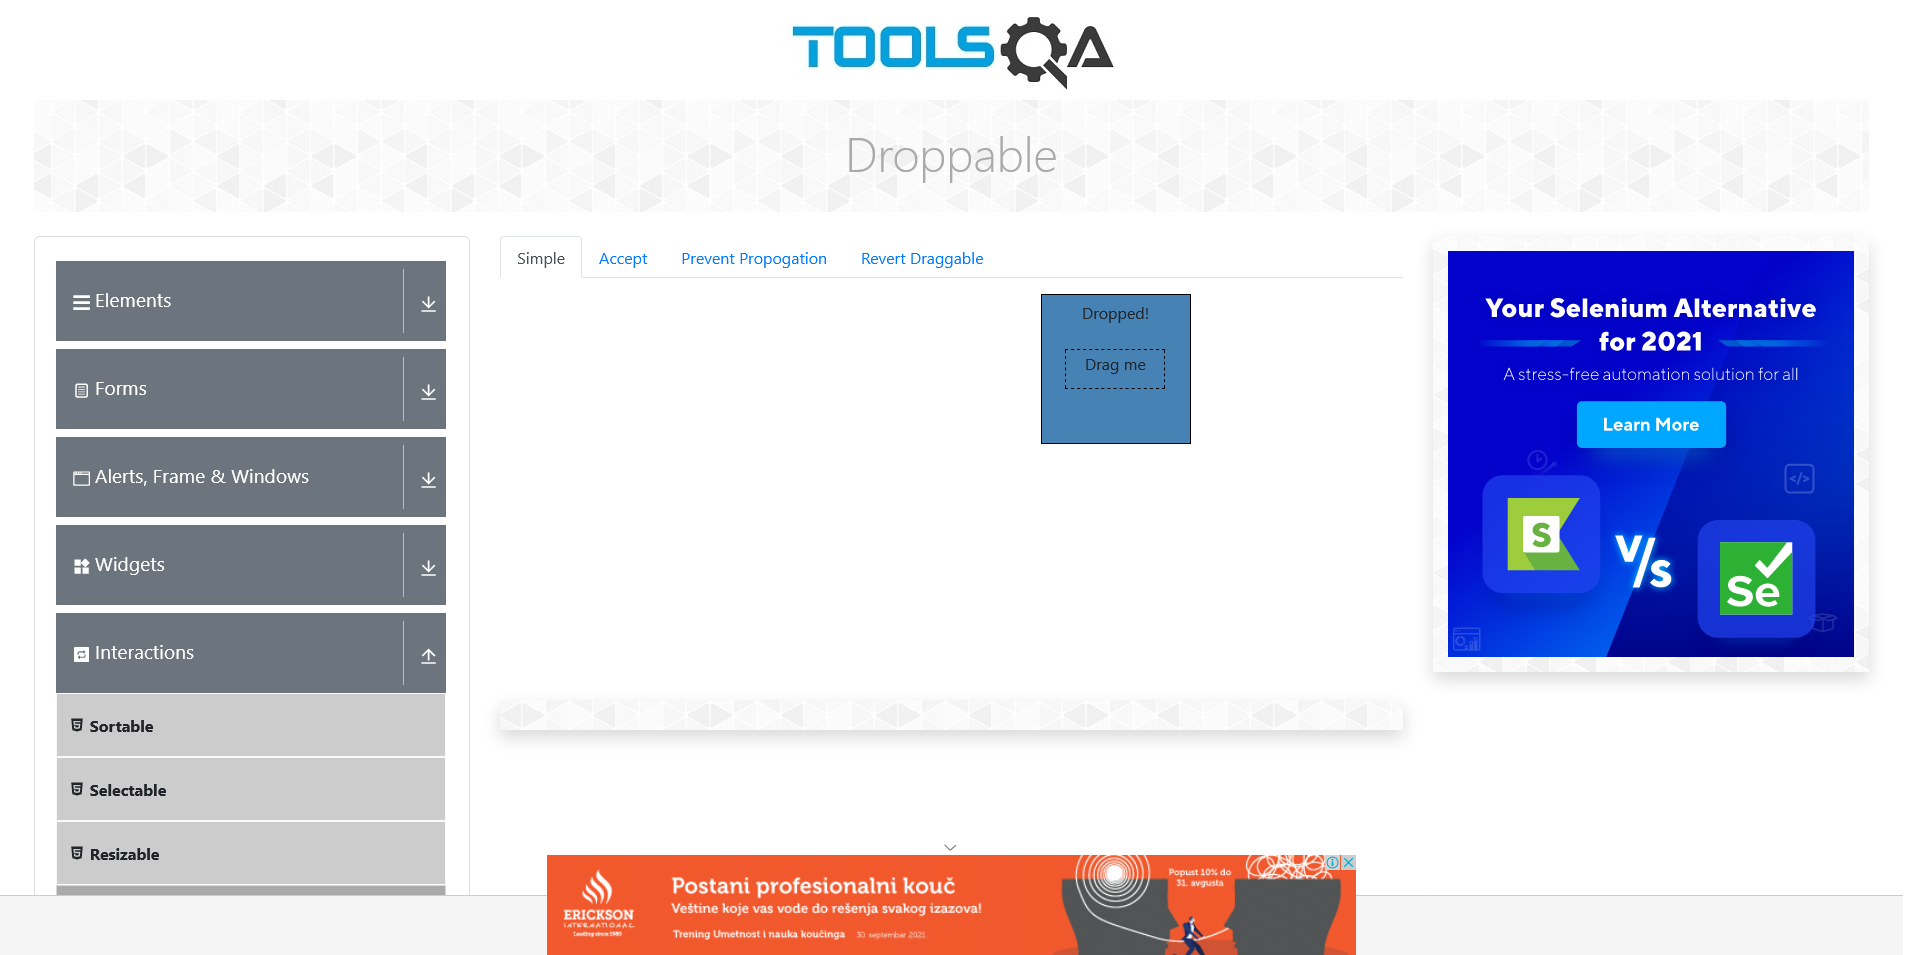 TOOLSQA
Droppable
Elements
Forms
Alerts, Frame & Windows
Widgets
Interactions
Sortable
Selectable
Resizable
Simple
Accept
Prevent Propogation
Revert Draggable
Dropped!
Drag me
Your Selenium Alternative
for 2021
A stress-free automation solution for all
Learn More
S
V/s
</>
Se
ERICKSON
INTERNATIONAL
Leading since 1980
Postani profesionalni kouč
Veštine koje vas vode do rešenja svakog izazova!
Trening Umetnost i nauka koučinga 30. septembar 2021
Popust 10% do
31. avgusta